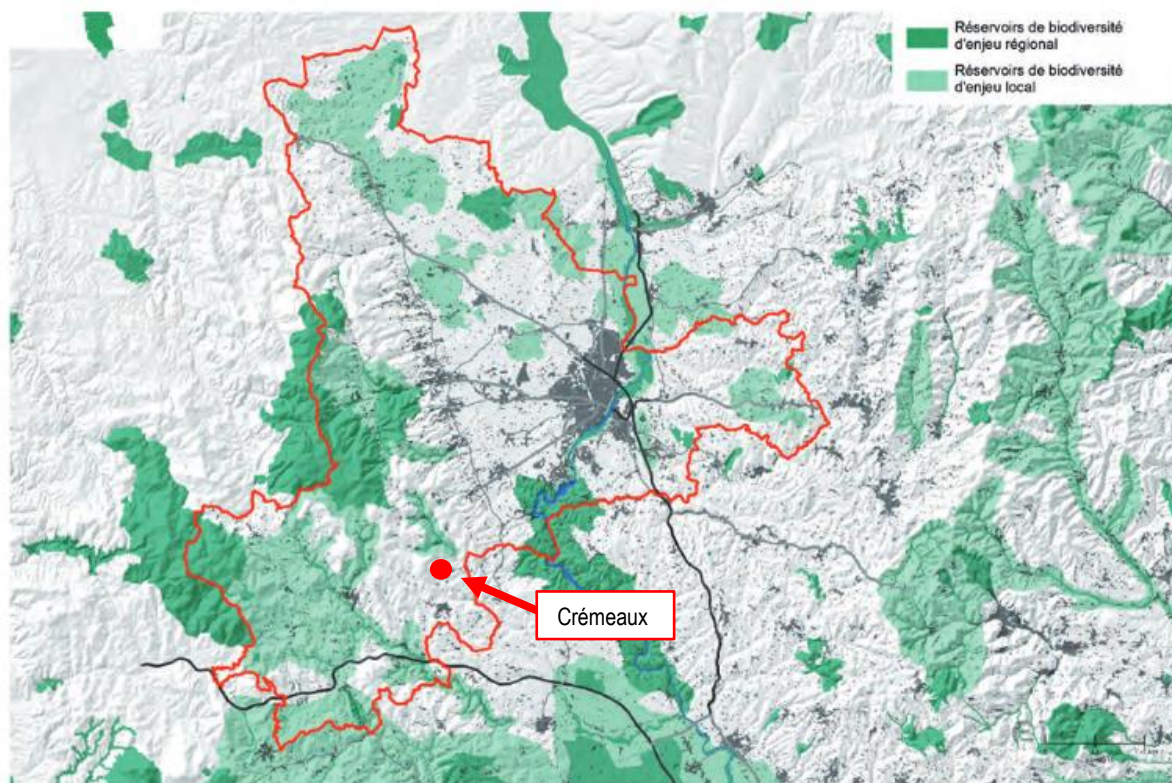 Réservoirs de biodiversité
d'enjeu régional
Réservoirs de biodiversité
d'enjeu local
Crémeaux